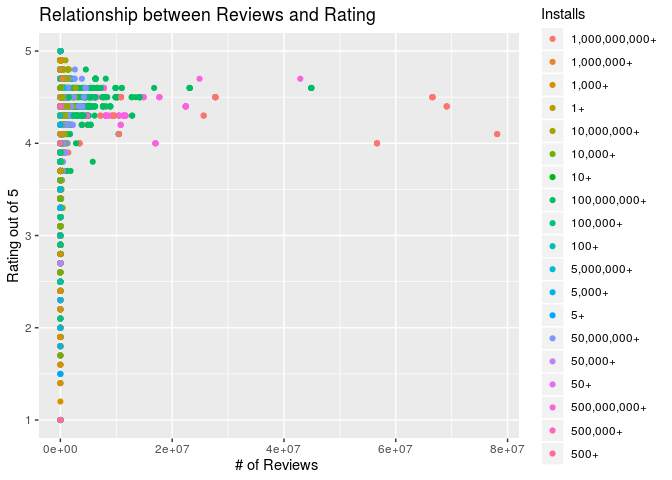 Relationship between Reviews and Rating
5
4
3
2
1
Rating out of 5
0e+00
2e+07
4e+07
6e+07
8e+07
# of Reviews
Installs
1,000,000,000+
1,000,000+
1,000+
1+
10,000,000+
10,000+
10+
100,000,000+
100,000+
100+
5,000,000+
5,000+
5+
50,000,000+
50,000+
50+
500,000,000+
500,000+
500+